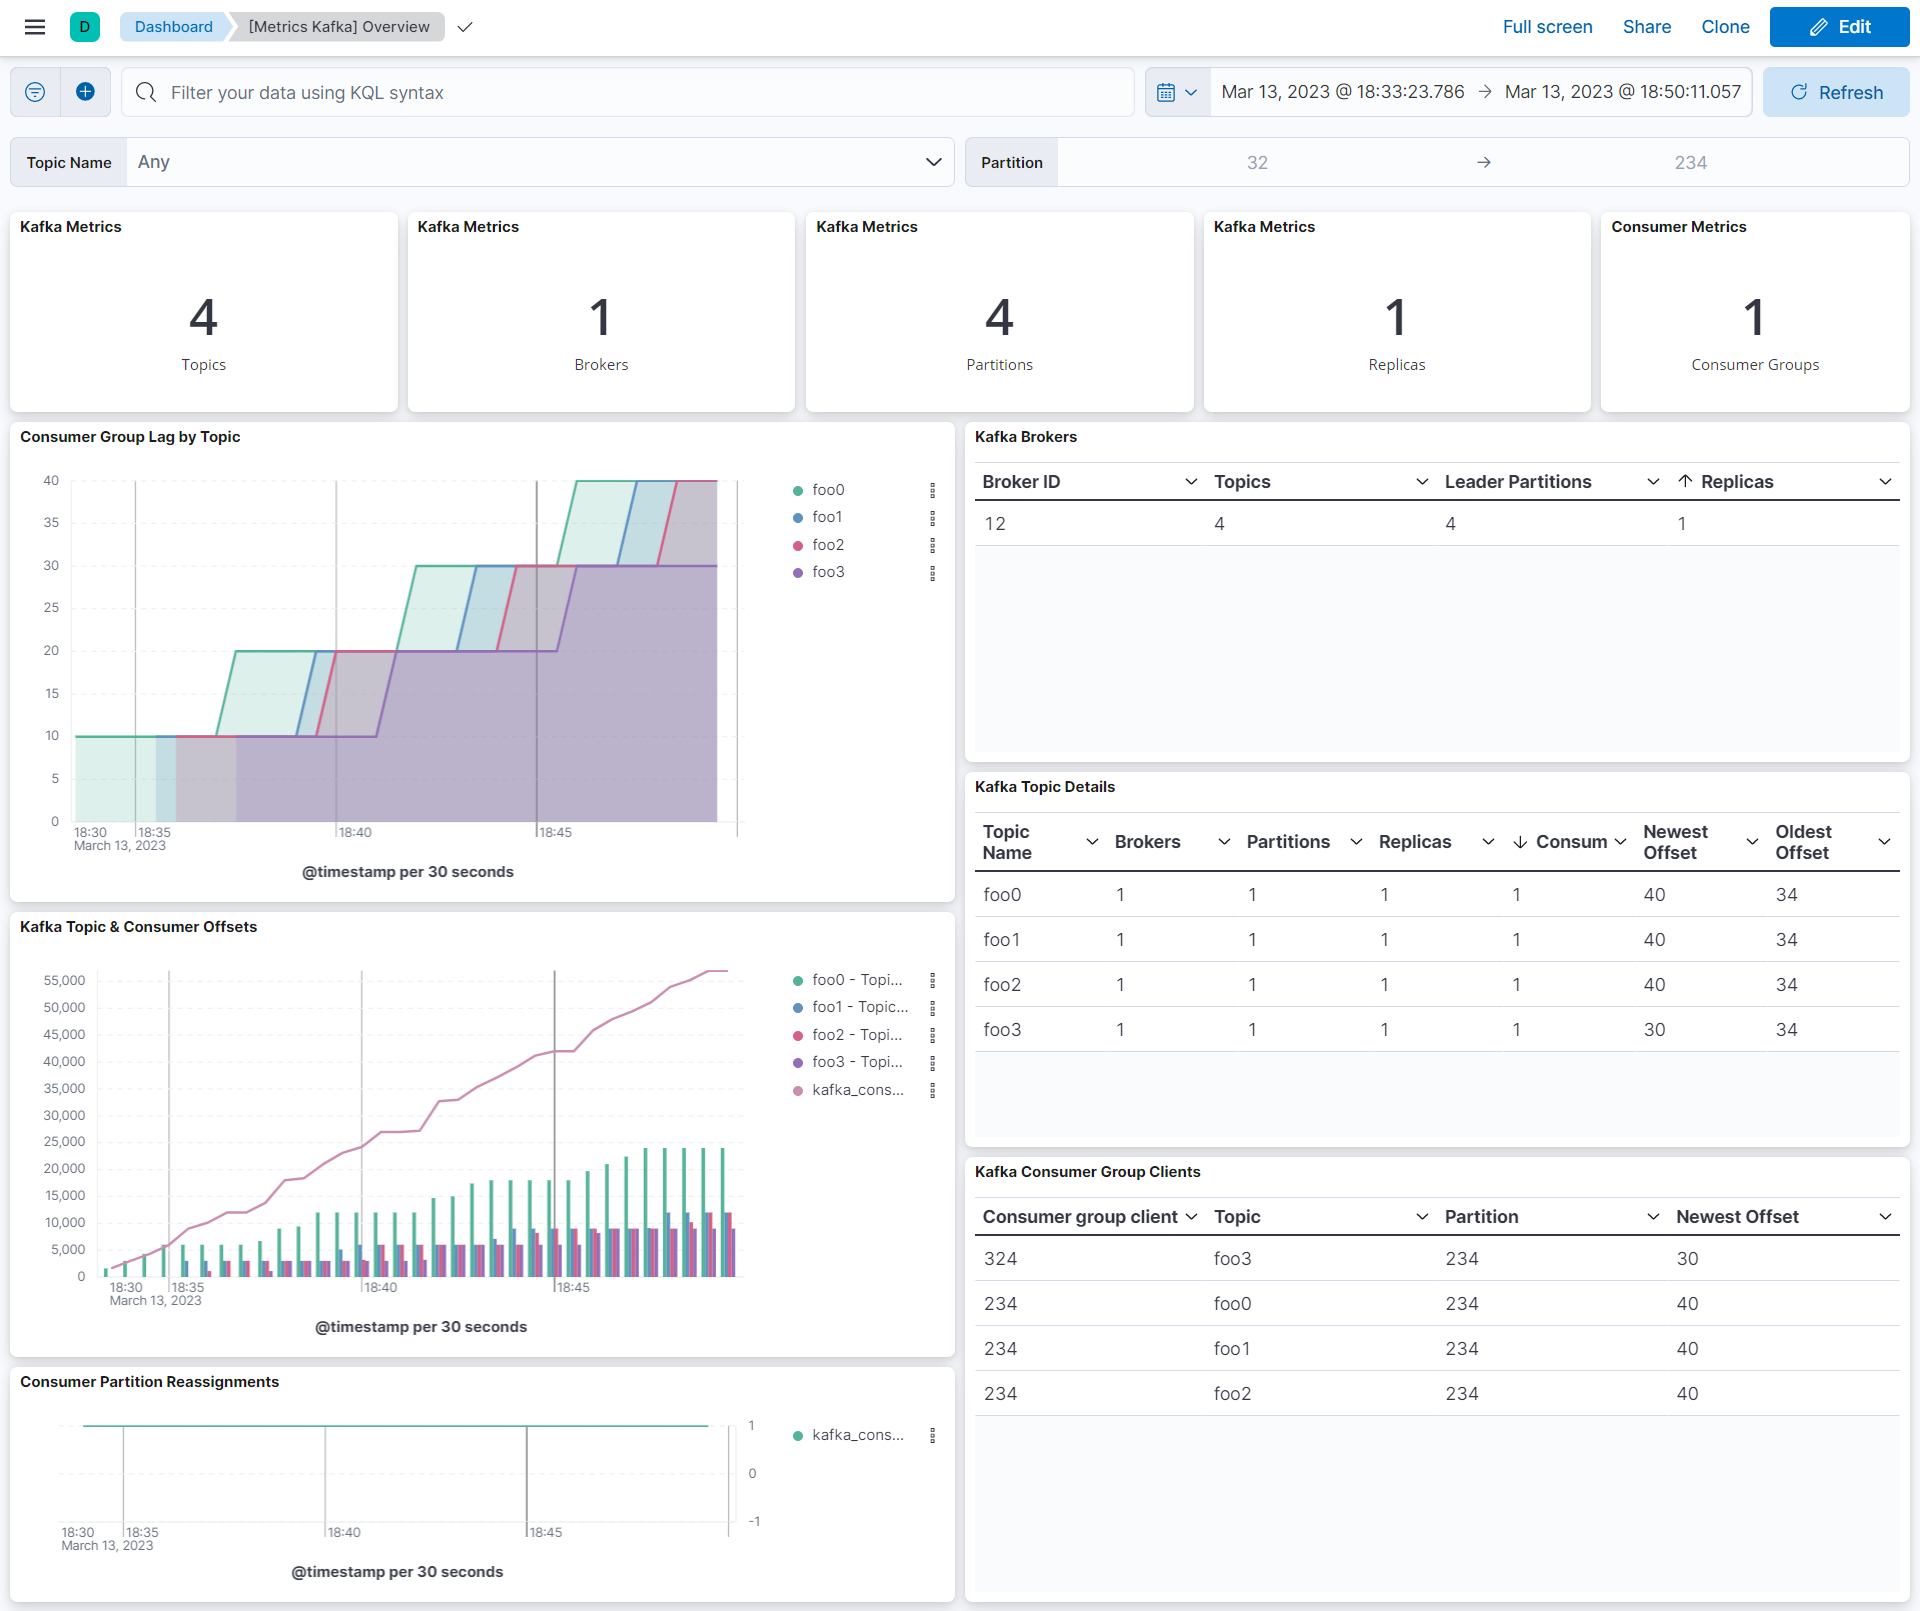 D
Dashboard
[Metrics Kafka] Overview
Full screen
Share
Clone
Edit
Filter your data using KQL syntax
Mar 13, 2023 @ 18:33:23.786 → Mar 13, 2023 @ 18:50:11.057
Refresh
Topic Name
Any
Partition
32 → 234
Kafka Metrics
4
Topics
Kafka Metrics
1
Brokers
Kafka Metrics
4
Partitions
Kafka Metrics
1
Replicas
Consumer Metrics
1
Consumer Groups
Consumer Group Lag by Topic
40
35
30
25
20
15
10
5
0
18:30 18:35 18:40 18:45
March 13, 2023
@timestamp per 30 seconds
foo0
foo1
foo2
foo3
Kafka Brokers
Broker ID Topics Leader Partitions ↑ Replicas
12 4 4 1
Kafka Topic Details
Topic Name Brokers Partitions Replicas ↓ Consum Newest Offset Oldest Offset
foo0 1 1 1 1 40 34
foo1 1 1 1 1 40 34
foo2 1 1 1 1 40 34
foo3 1 1 1 1 30 34
Kafka Topic & Consumer Offsets
55,000
50,000
45,000
40,000
35,000
30,000
25,000
20,000
15,000
10,000
5,000
0
18:30 18:35 18:40 18:45
March 13, 2023
@timestamp per 30 seconds
foo0 - Topi...
foo1 - Topic...
foo2 - Topi...
foo3 - Topi...
kafka_cons...
Kafka Consumer Group Clients
Consumer group client Topic Partition Newest Offset
324 foo3 234 30
234 foo0 234 40
234 foo1 234 40
234 foo2 234 40
Consumer Partition Reassignments
1
0
-1
18:30 18:35 18:40 18:45
March 13, 2023
@timestamp per 30 seconds
kafka_cons...